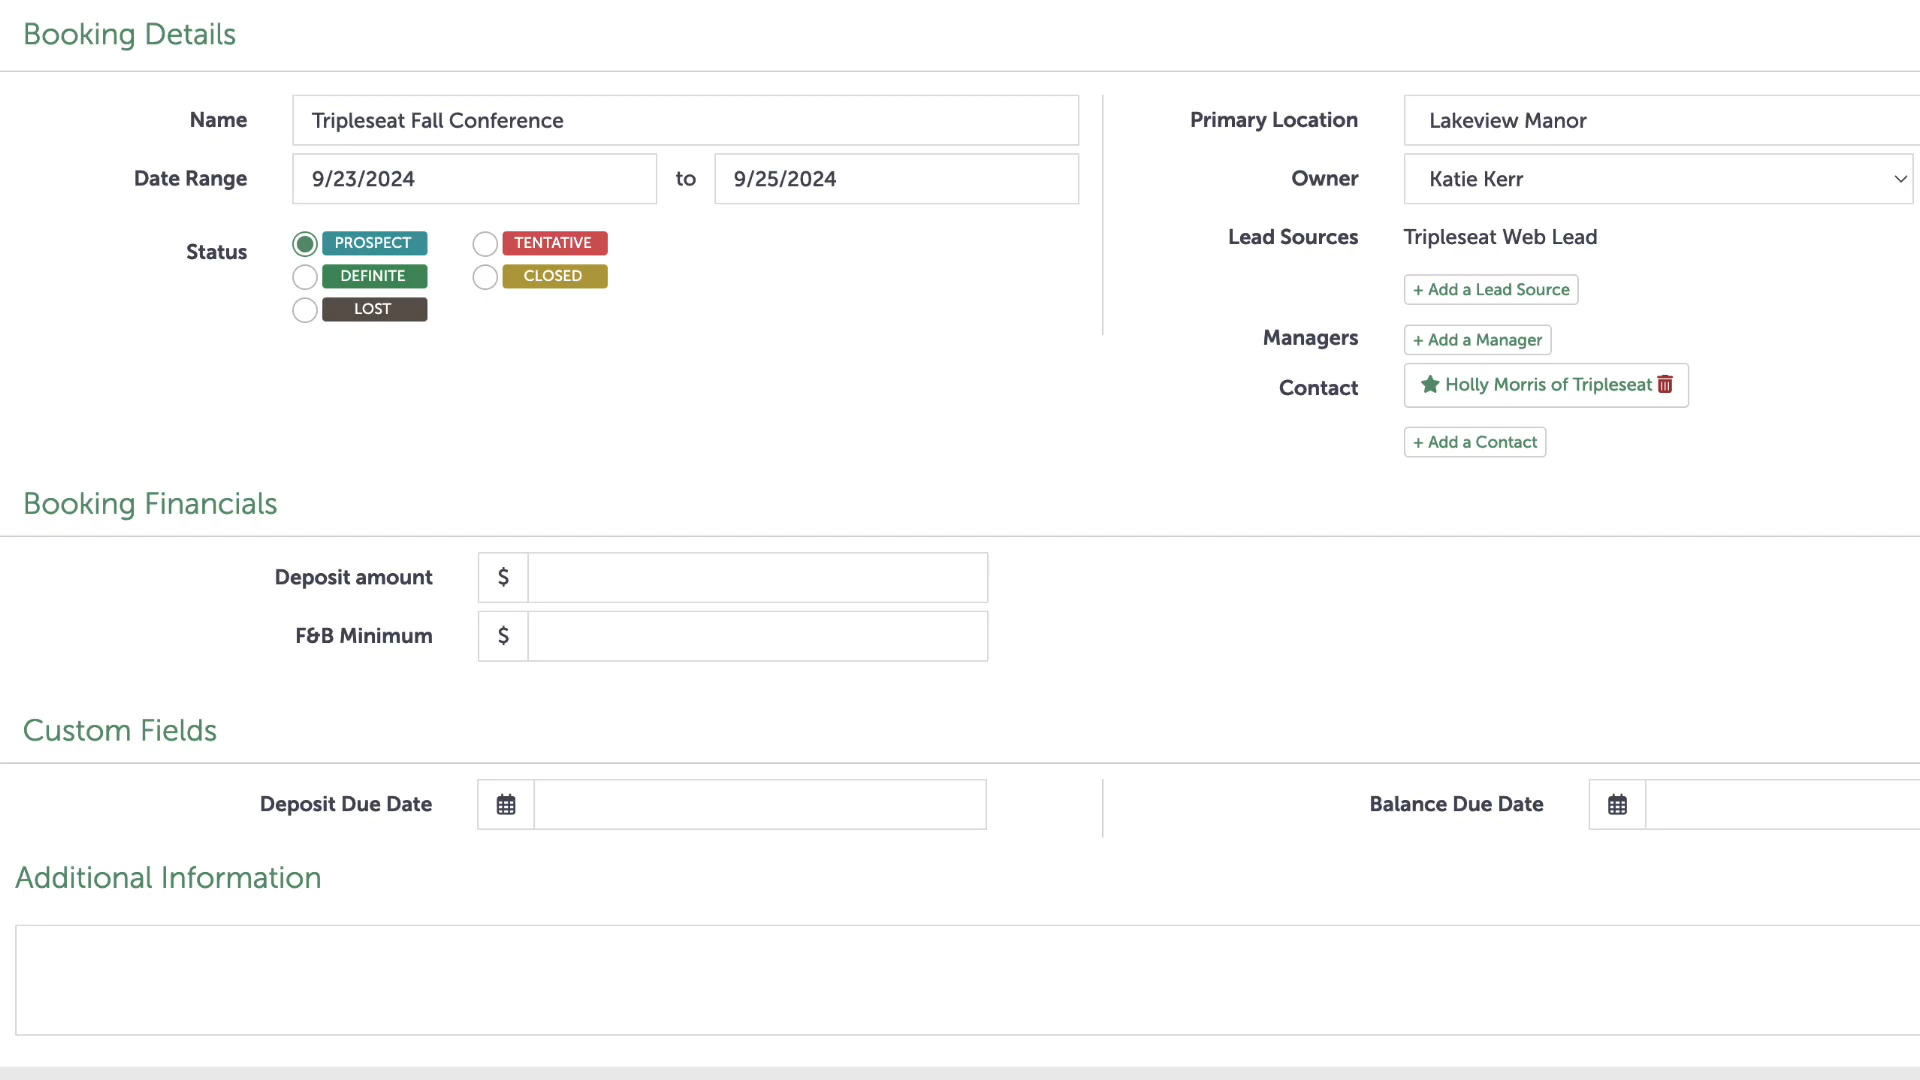 Booking Details
Name
Tripleseat Fall Conference
Primary Location
Lakeview Manor
Date Range
9/23/2024
to
9/25/2024
Owner
Katie Kerr
Status
PROSPECT
TENTATIVE
DEFINITE
CLOSED
LOST
Lead Sources
Tripleseat Web Lead
+ Add a Lead Source
Managers
+ Add a Manager
Contact
Holly Morris of Tripleseat
+ Add a Contact
Booking Financials
Deposit amount
$
F&B Minimum
$
Custom Fields
Deposit Due Date
Balance Due Date
Additional Information